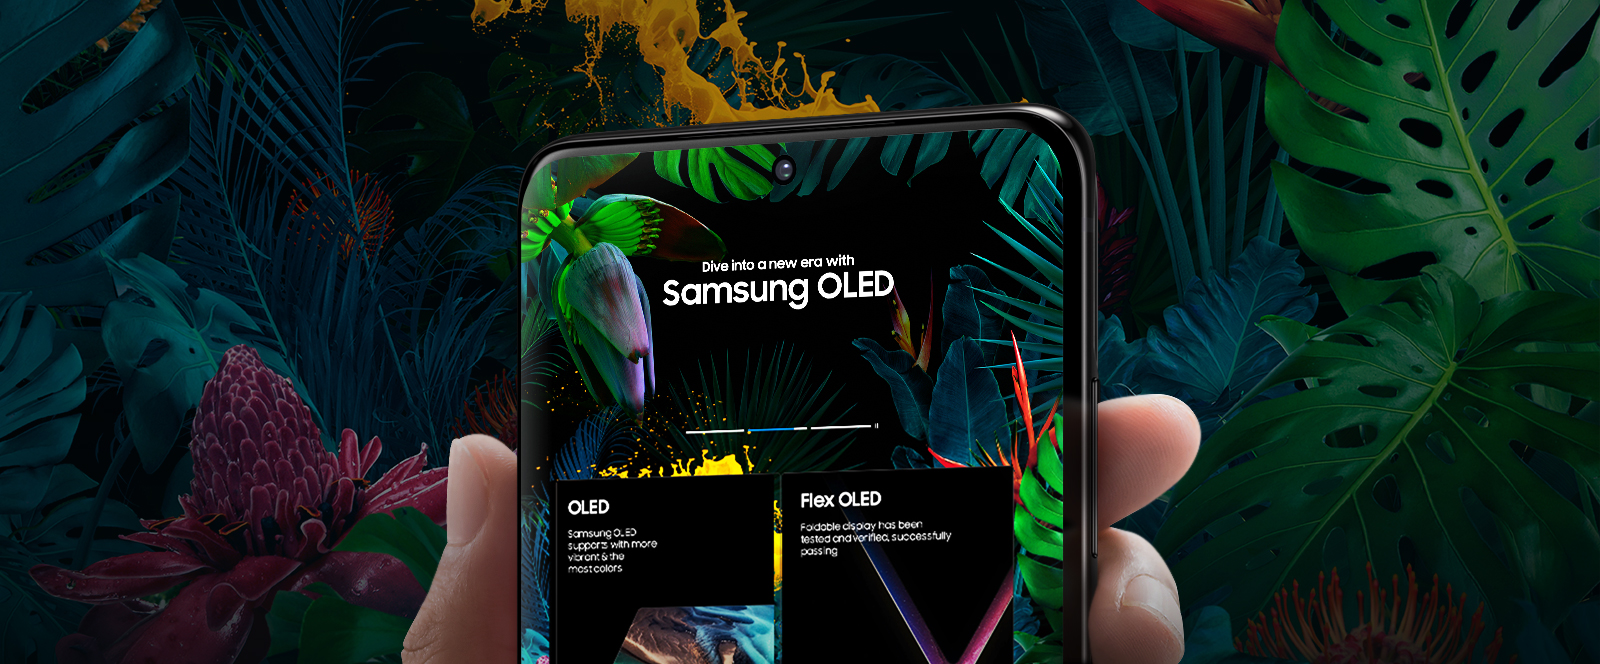 Dive into a new era with
Samsung OLED
OLED
Samsung OLED
supports with more
vibrant & the
most colors
Flex OLED
Foldable display has been
tested and verified, successfully
passing